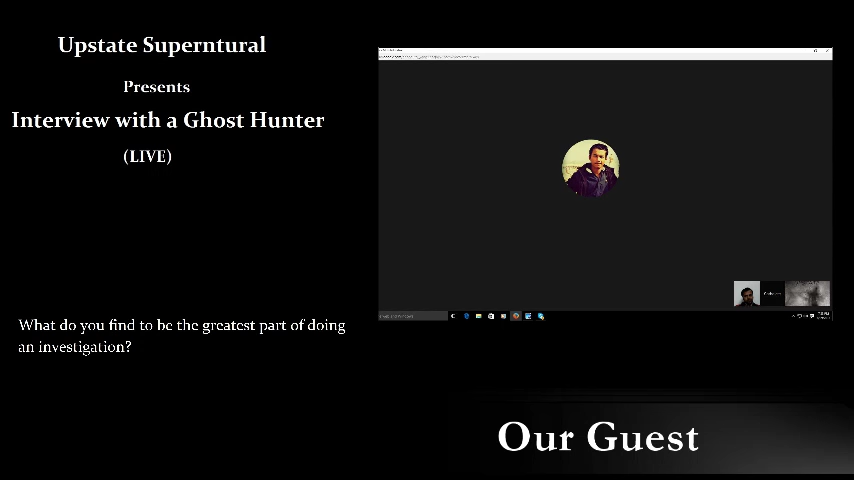 Upstate Superntural
Presents
Interview with a Ghost Hunter
(LIVE)
What do you find to be the greatest part of doing
an investigation?
Our Guest